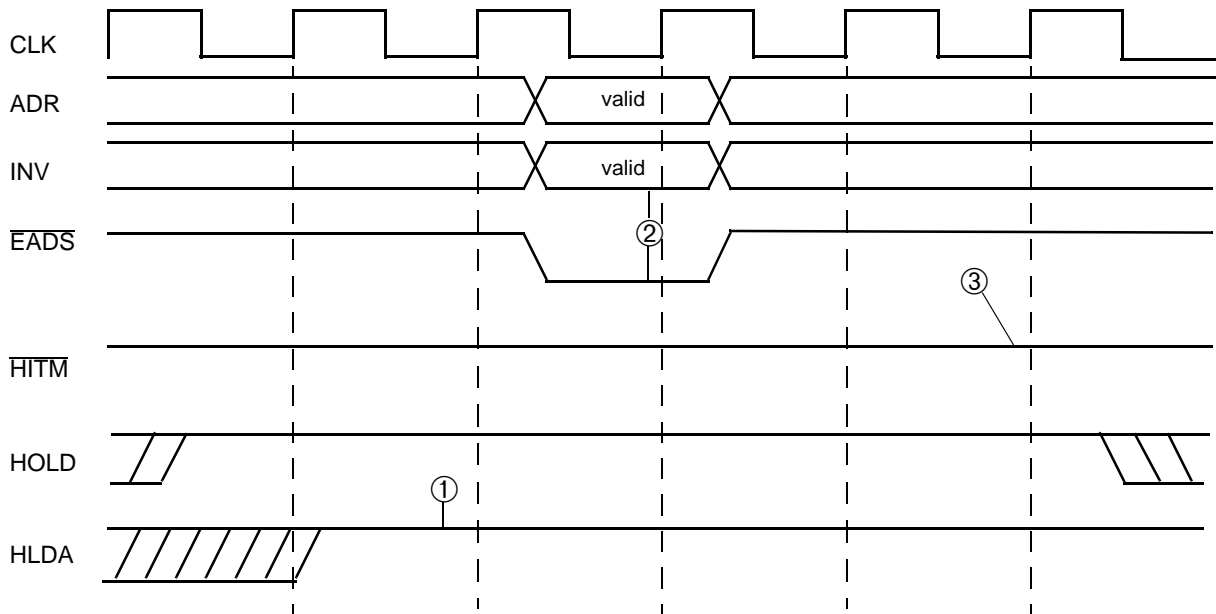 CLK
ADR valid
INV valid
②
EADS
③
HITM
HOLD
①
HLDA